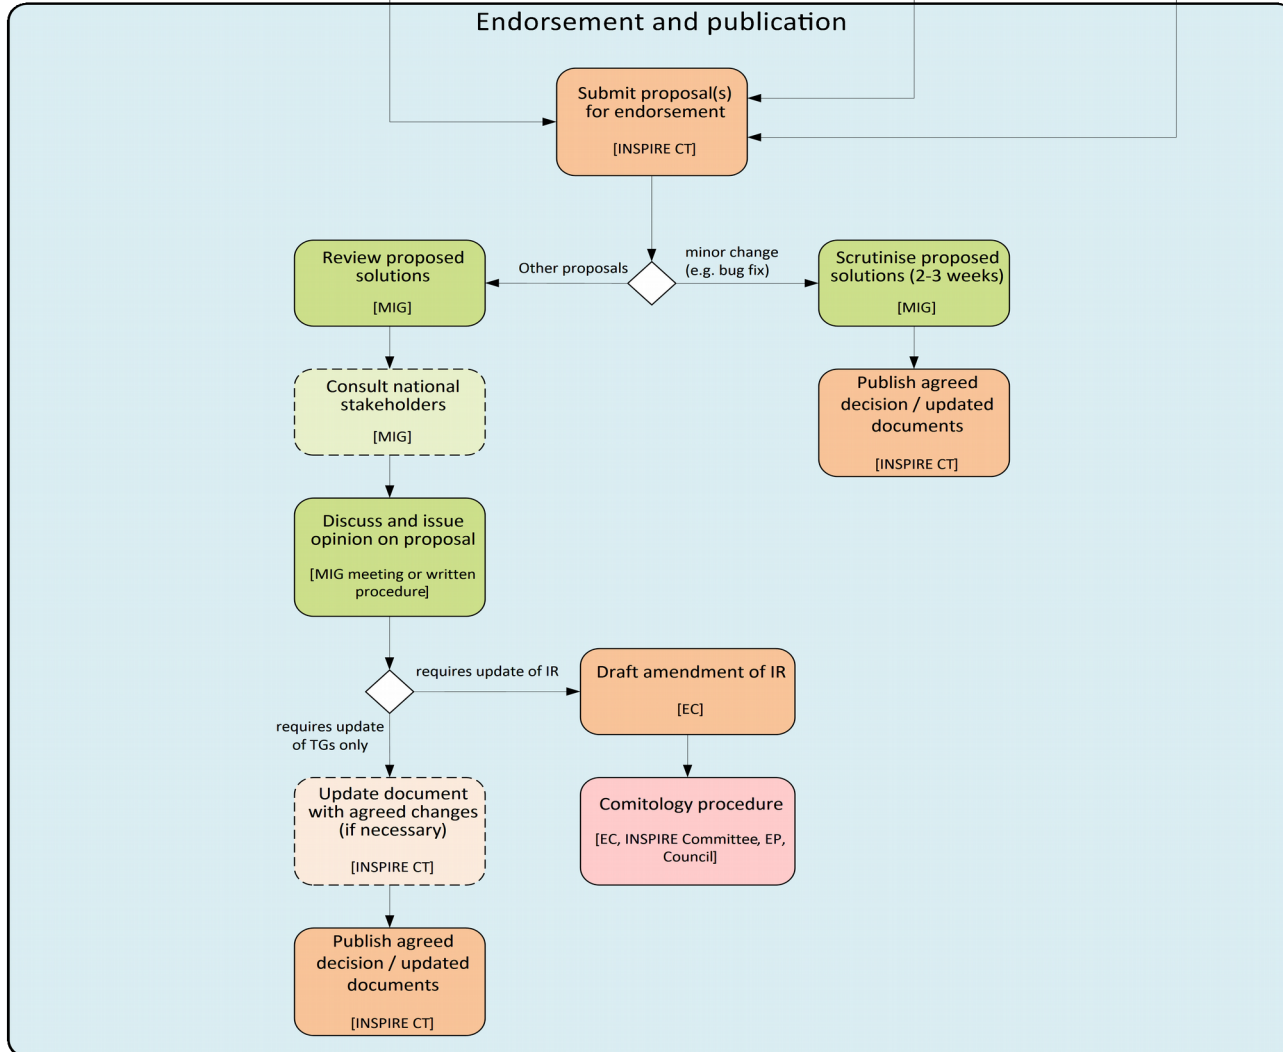 Endorsement and publication
Submit proposal(s)
for endorsement
[INSPIRE CT]
Other proposals
minor change
(e.g. bug fix)
Review proposed
solutions
[MIG]
Scrutinise proposed
solutions (2-3 weeks)
[MIG]
Consult national
stakeholders
[MIG]
Publish agreed
decision / updated
documents
[INSPIRE CT]
Discuss and issue
opinion on proposal
[MIG meeting or written
procedure]
requires update of IR
Draft amendment of IR
[EC]
requires update
of TGs only
Update document
with agreed changes
(if necessary)
[INSPIRE CT]
Comitology procedure
[EC, INSPIRE Committee, EP,
Council]
Publish agreed
decision / updated
documents
[INSPIRE CT]